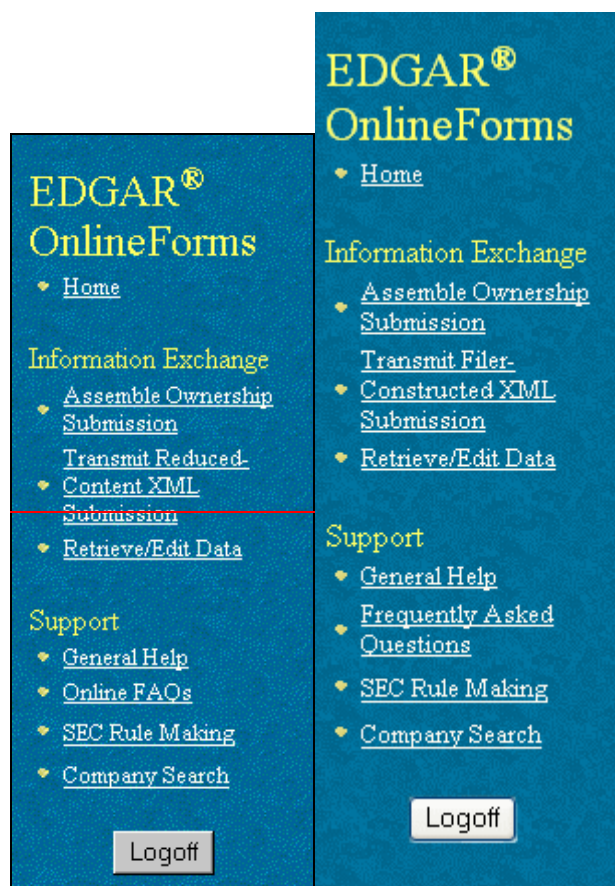 EDGAR®
OnlineForms
Home
Information Exchange
Assemble Ownership
Submission
Transmit Reduced-
Content XML
Submission
Retrieve/Edit Data
Support
General Help
Online FAQs
SEC Rule Making
Company Search
Logoff
EDGAR®
OnlineForms
Home
Information Exchange
Assemble Ownership
Submission
Transmit Filer-
Constructed XML
Submission
Retrieve/Edit Data
Support
General Help
Frequently Asked
Questions
SEC Rule Making
Company Search
Logoff